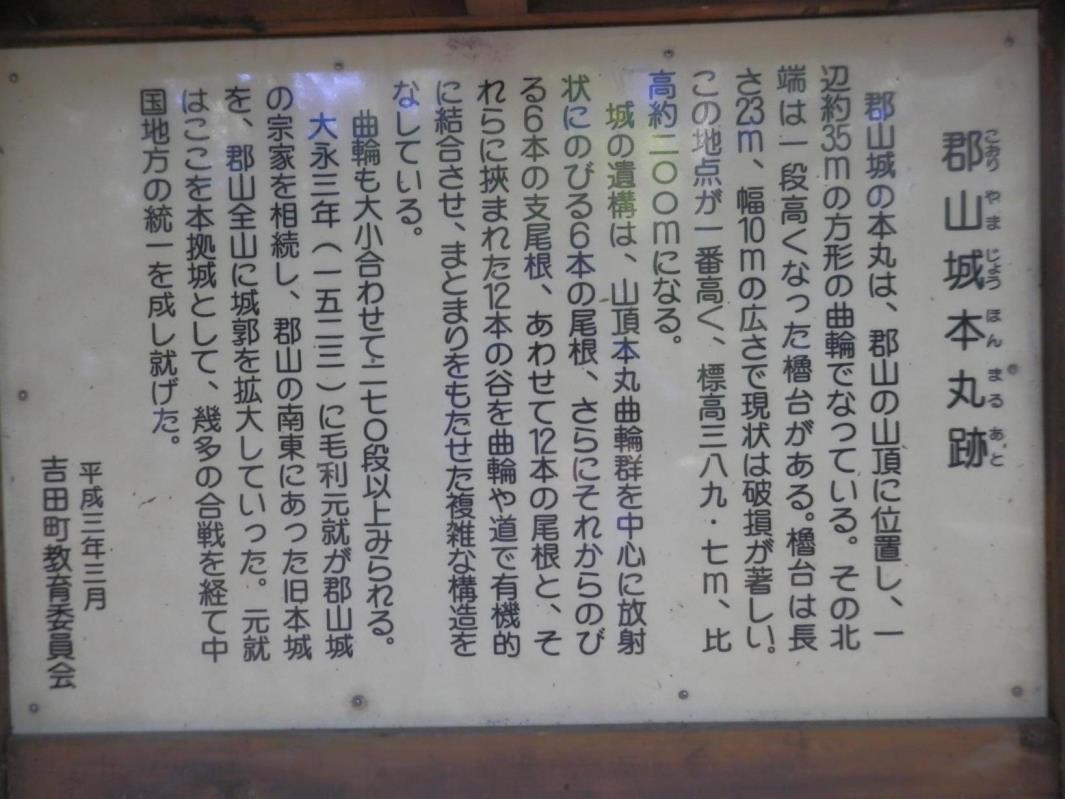 郡山城本丸跡
こおりやまじょうほんまるあと
郡山城の本丸は、郡山の山頂に位置し、一
辺約35mの方形の曲輪でなっている。その北
端は一段高くなった櫓台がある。櫓台は長
さ23m、幅10mの広さで現状は破損が著しい。
この地点が一番高く、標高三八九・七m、比
高約二〇〇mになる。
城の遺構は、山頂本丸曲輪群を中心に放射
状にのびる6本の尾根、さらにそれからのび
る6本の支尾根、あわせて12本の尾根と、そ
れらに挾まれた12本の谷を曲輪や道で有機的
に結合させ、まとまりをもたせた複雑な構造を
なしている。
曲輪も大小合わせて二七〇段以上みられる。
大永三年(一五二三)に毛利元就が郡山城
の宗家を相続し、郡山の南東にあった旧本城
を、郡山全山に城郭を拡大していった。元就
はここを本拠城として、幾多の合戦を経て中
国地方の統一を成し就げた。
平成三年三月
吉田町教育委員会